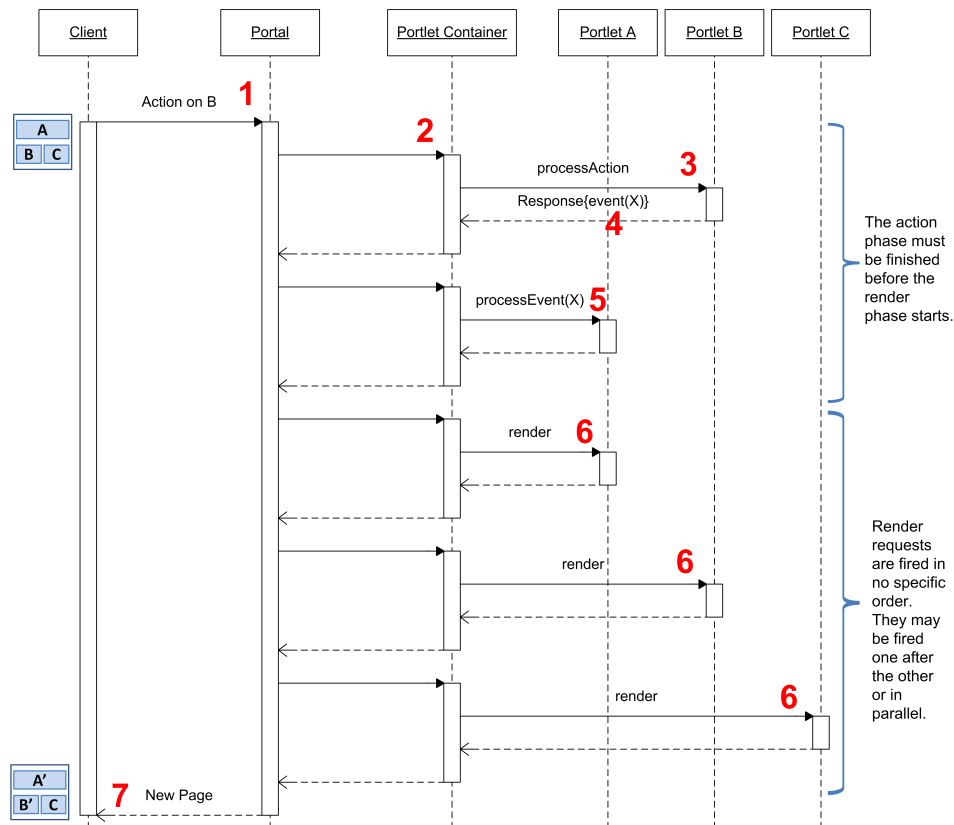 Client
Portal
Portlet Container
Portlet A
Portlet B
Portlet C
Action on B
1
A
B
C
2
processAction
3
Response{event(X)}
4
The action
phase must
be finished
before the
render
phase starts.
processEvent(X)
5
render
6
Render
requests
are fired in
no specific
order.
They may
be fired
one after
the other
or in
parallel.
render
6
render
6
A'
B'
C
7
New Page